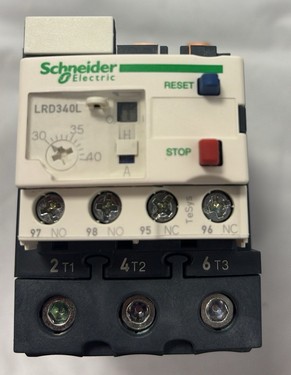 Schneider
Electric
RESET
LRD340L
30
40
H
A
STOP
TeSys
97 NO 98 NO 95 NC 96 NC
2 T1 4 T2 6 T3